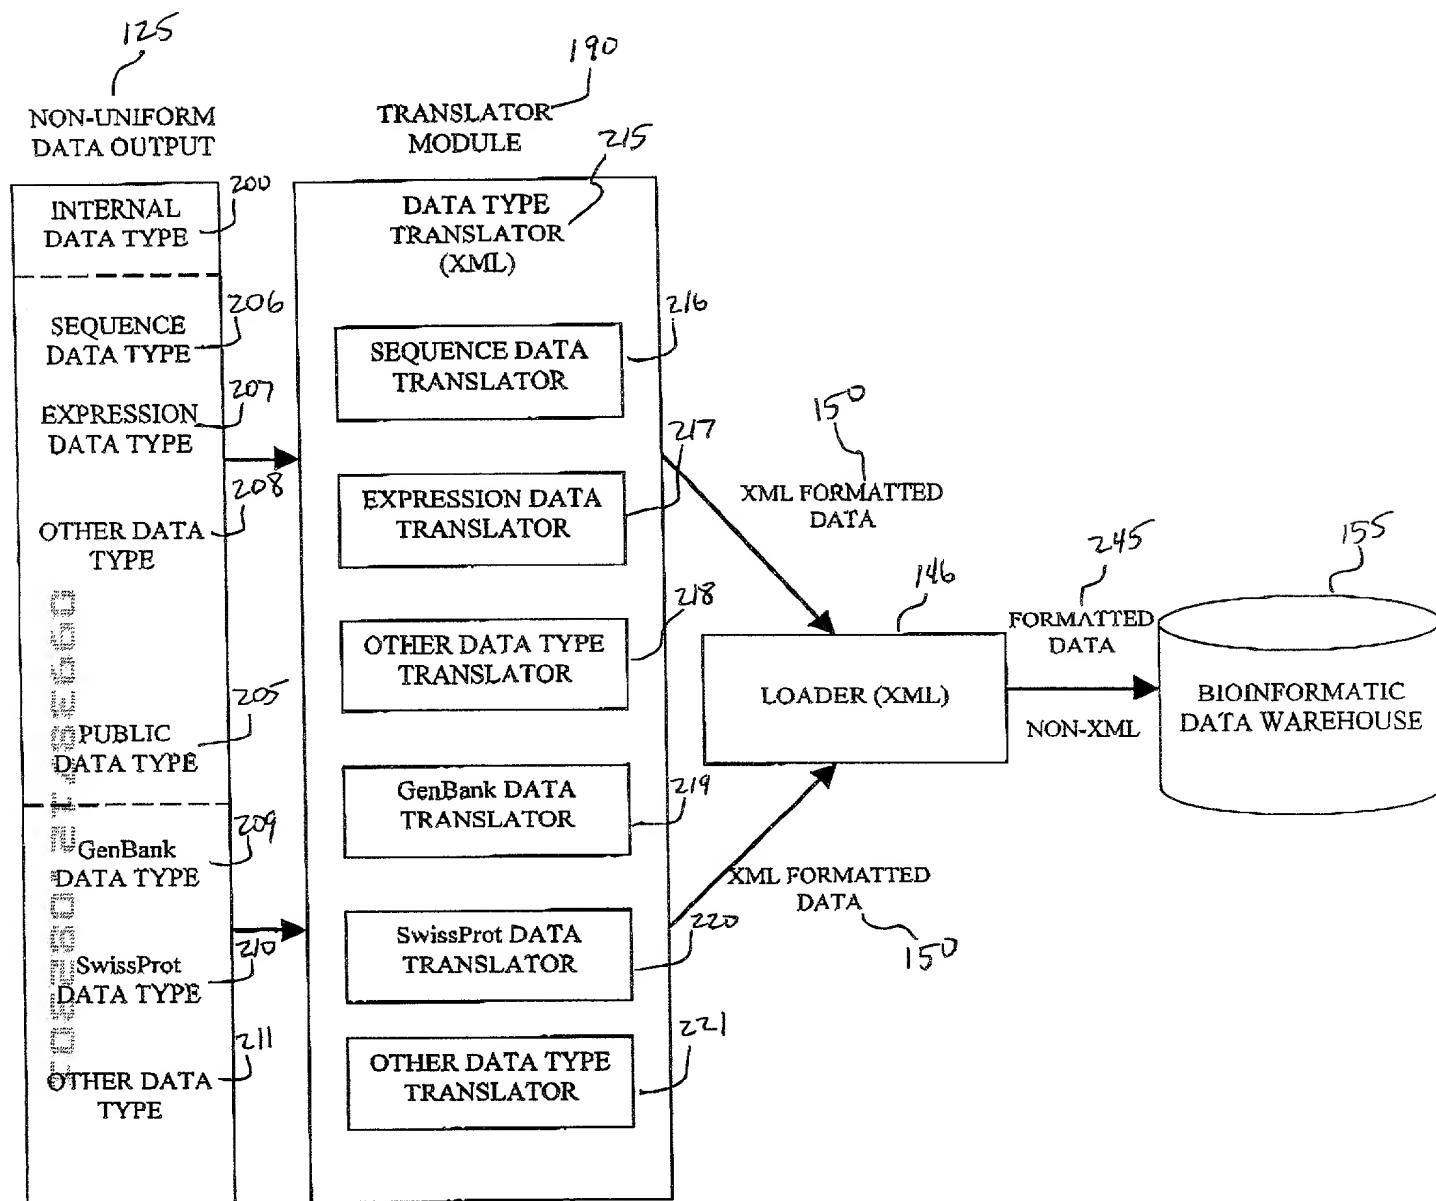 125
NON-UNIFORM
DATA OUTPUT
190
TRANSLATOR
MODULE
200
INTERNAL
DATA TYPE
206
SEQUENCE
DATA TYPE
207
EXPRESSION
DATA TYPE
208
OTHER DATA
TYPE
205
PUBLIC
DATA TYPE
209
GenBank
DATA TYPE
210
SwissProt
DATA TYPE
211
OTHER DATA
TYPE
215
DATA TYPE
TRANSLATOR
(XML)
216
SEQUENCE DATA
TRANSLATOR
217
EXPRESSION DATA
TRANSLATOR
218
OTHER DATA TYPE
TRANSLATOR
219
GenBank DATA
TRANSLATOR
220
SwissProt DATA
TRANSLATOR
221
OTHER DATA TYPE
TRANSLATOR
150
XML FORMATTED
DATA
XML FORMATTED
DATA
150
146
LOADER (XML)
245
FORMATTED
DATA
NON-XML
155
BIOINFORMATIC
DATA WAREHOUSE